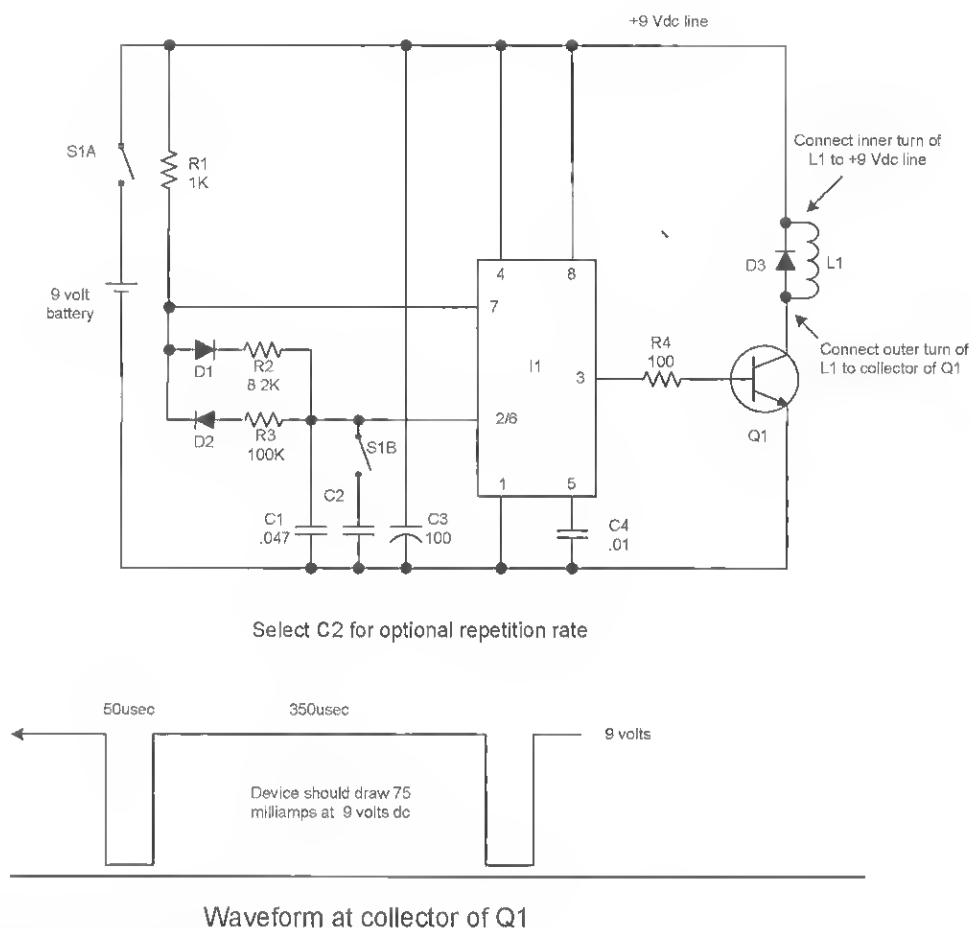 +9 Vdc line
S1A
R1
1K
Connect inner turn of
L1 to +9 Vdc line
9 volt
battery
4
8
7
D3
L1
D1
R2
8 2K
I1
3
R4
100
Connect outer turn of
L1 to collector of Q1
Q1
D2
R3
100K
2/6
S1B
C1
.047
C2
C3
100
1
5
C4
.01
Select C2 for optional repetition rate
50usec
350usec
9 volts
Device should draw 75
milliamps at 9 volts dc
Waveform at collector of Q1